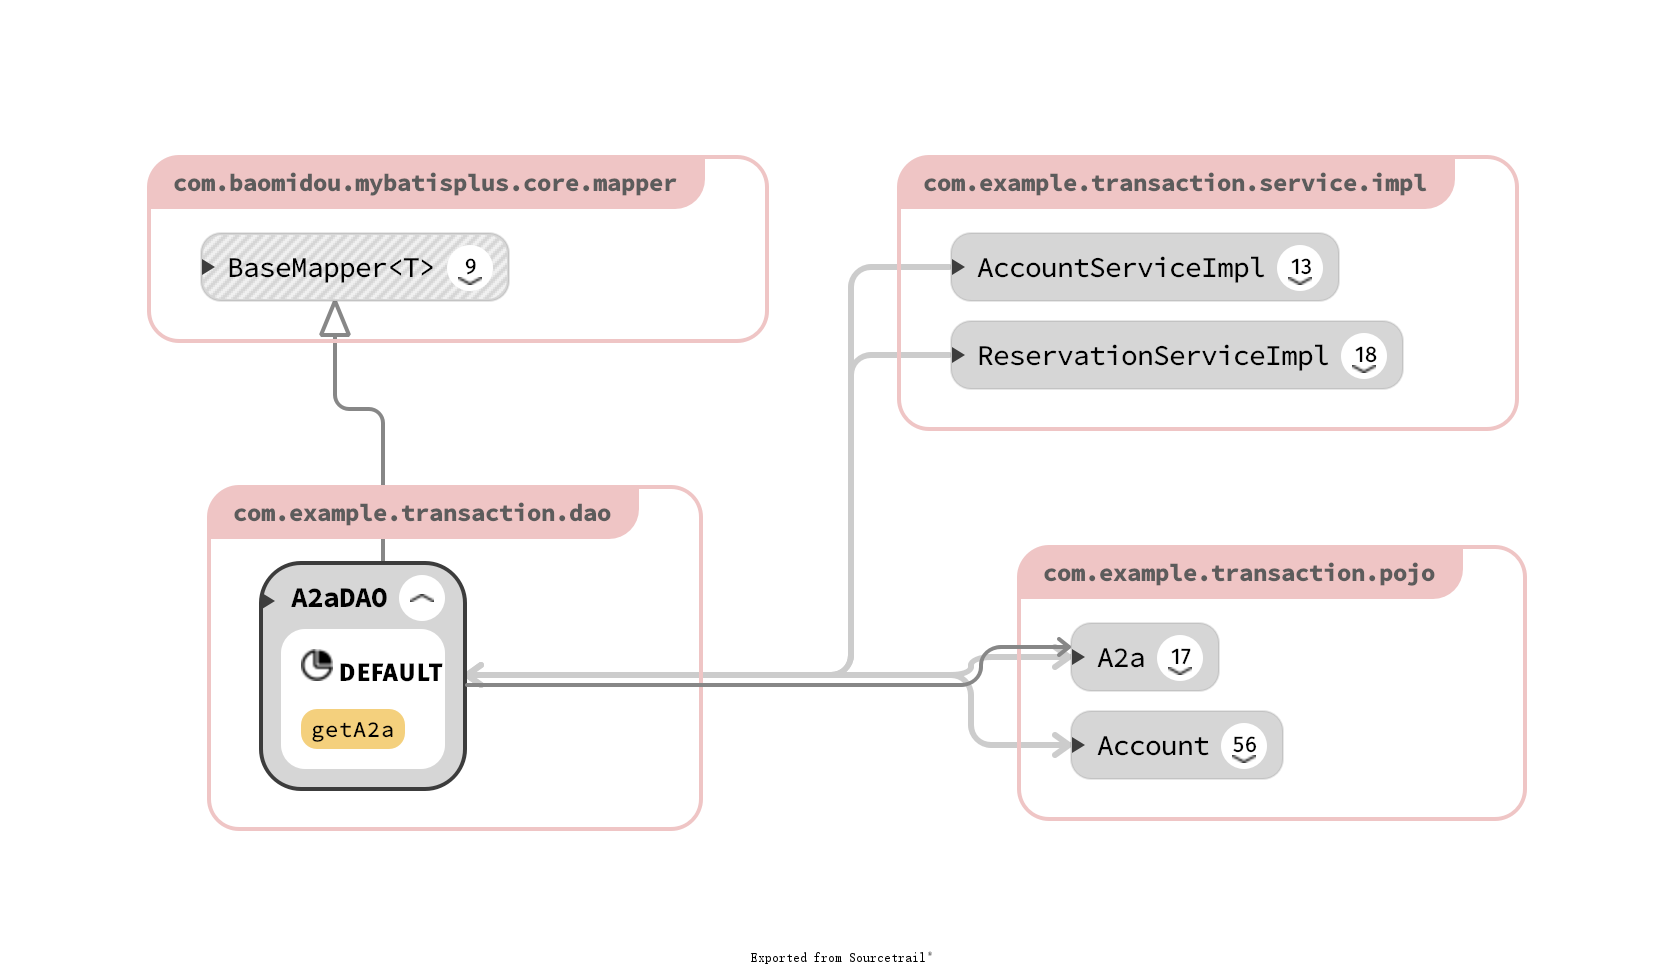 com.baomidou.mybatisplus.core.mapper
BaseMapper<T> 9
com.example.transaction.service.impl
AccountServiceImpl 13
ReservationServiceImpl 18
com.example.transaction.dao
A2aDAO
DEFAULT
getA2a
com.example.transaction.pojo
A2a 17
Account 56
Exported from Sourcetrail®